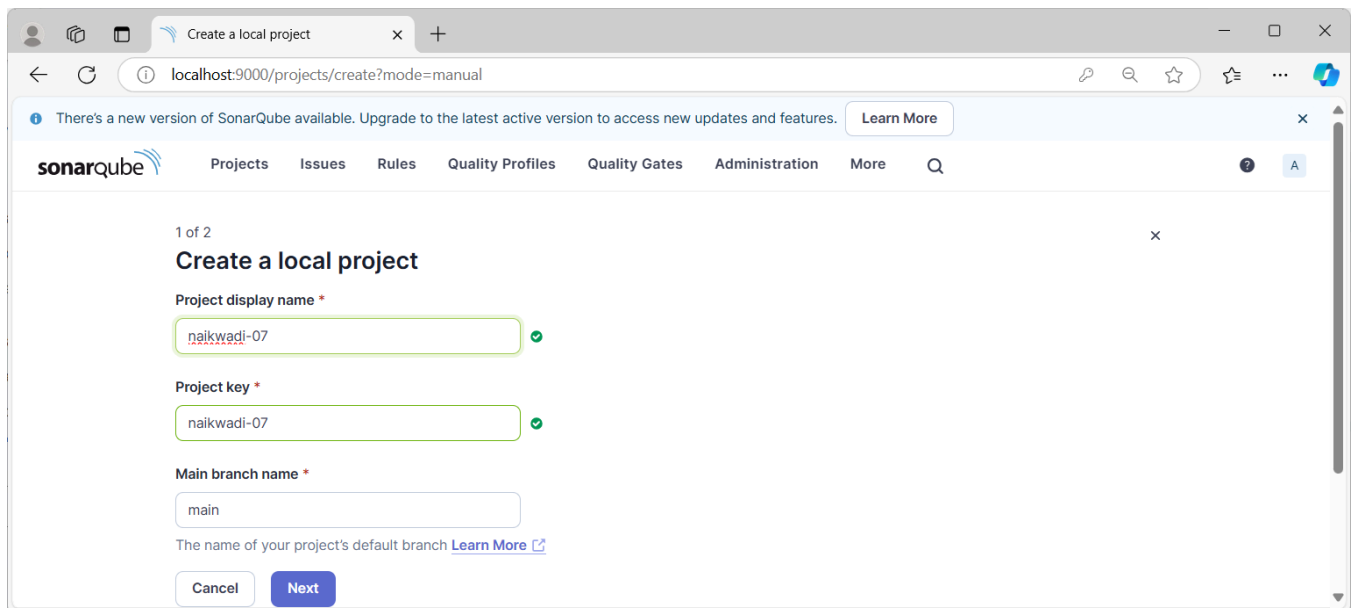 Create a local project
localhost:9000/projects/create?mode=manual
There's a new version of SonarQube available. Upgrade to the latest active version to access new updates and features. Learn More
sonarqube Projects Issues Rules Quality Profiles Quality Gates Administration More A
1 of 2
Create a local project
Project display name *
naikwadi-07
Project key *
naikwadi-07
Main branch name *
main
The name of your project's default branch Learn More
Cancel Next